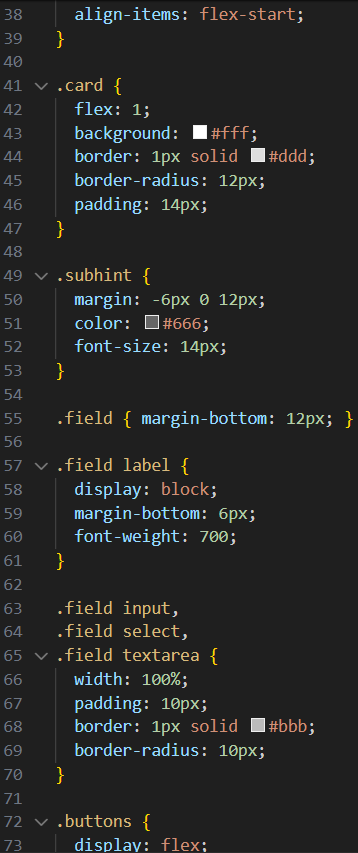 38 align-items: flex-start;
39 }
40
41 .card {
42 flex: 1;
43 background: #fff;
44 border: 1px solid #ddd;
45 border-radius: 12px;
46 padding: 14px;
47 }
48
49 .subhint {
50 margin: -6px 0 12px;
51 color: #666;
52 font-size: 14px;
53 }
54
55 .field { margin-bottom: 12px; }
56
57 .field label {
58 display: block;
59 margin-bottom: 6px;
60 font-weight: 700;
61 }
62
63 .field input,
64 .field select,
65 .field textarea {
66 width: 100%;
67 padding: 10px;
68 border: 1px solid #bbb;
69 border-radius: 10px;
70 }
71
72 .buttons {
73 display: flex;